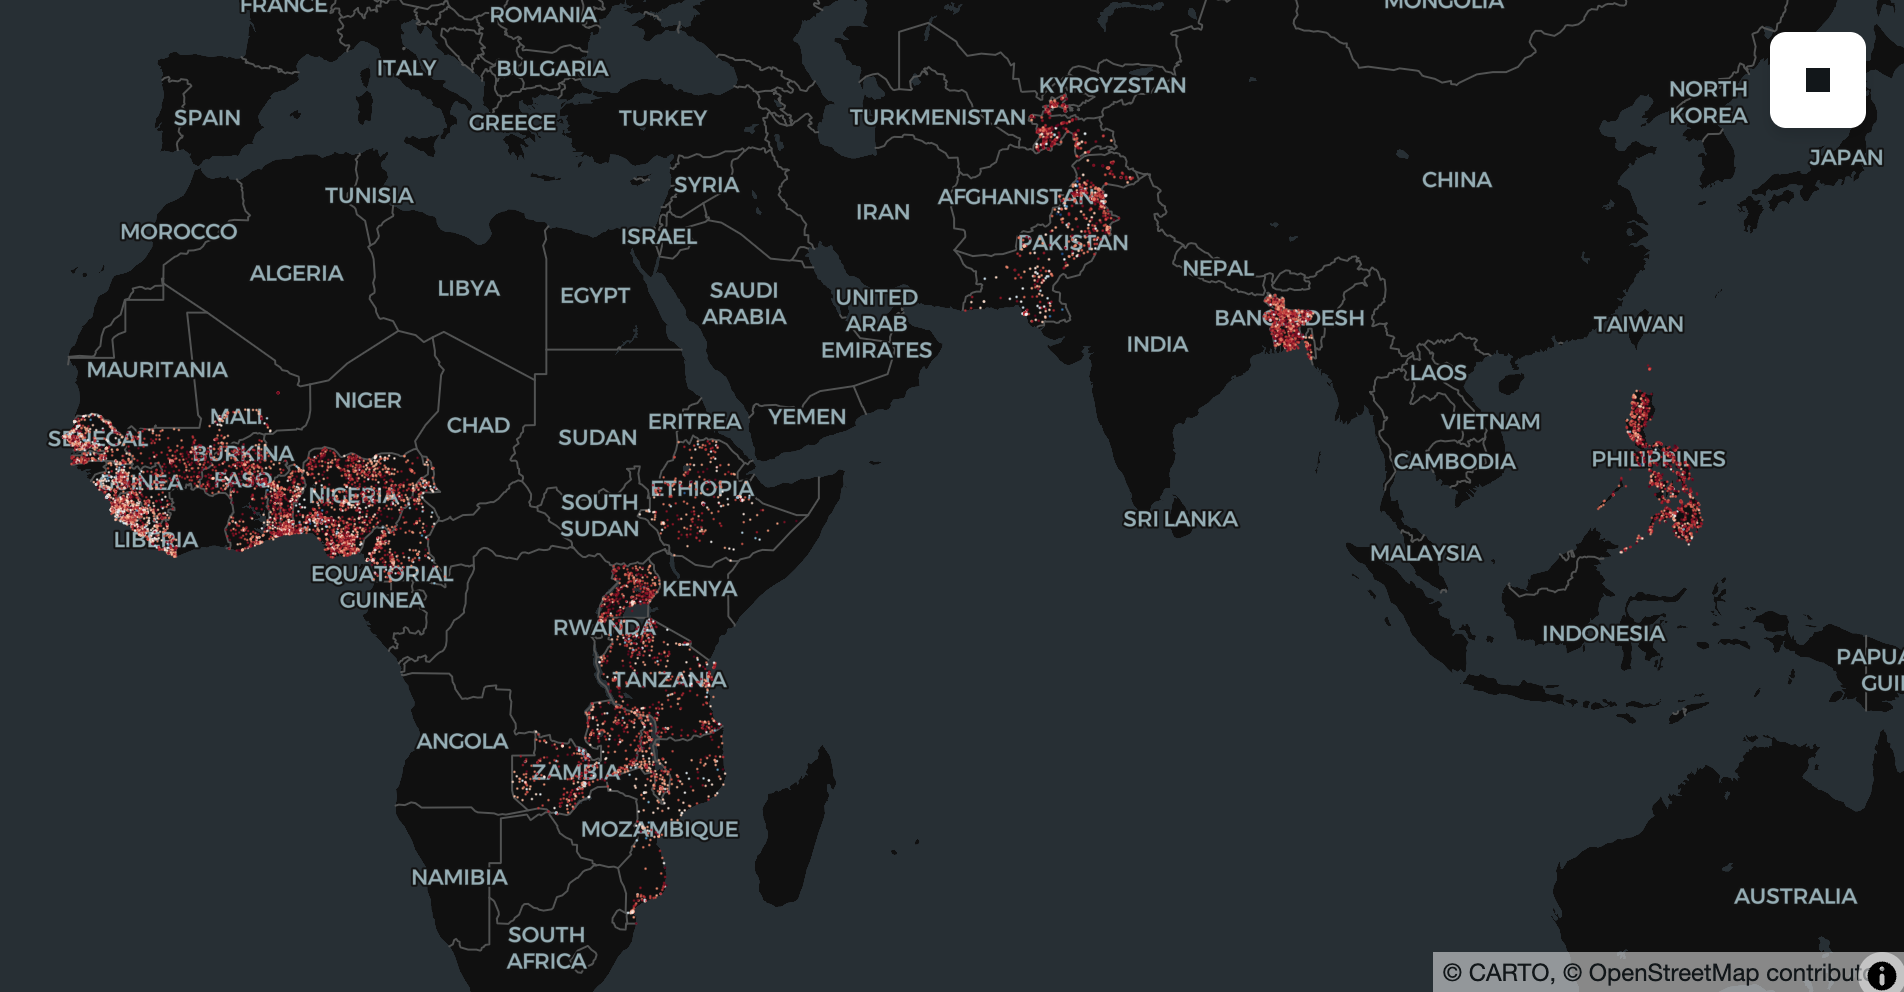 FRANCE
ROMANIA
MONGOLIA
ITALY
BULGARIA
KYRGYZSTAN
NORTH
KOREA
SPAIN
GREECE
TURKEY
TURKMENISTAN
JAPAN
TUNISIA
SYRIA
AFGHANISTAN
IRAN
CHINA
MOROCCO
ISRAEL
PAKISTAN
ALGERIA
LIBYA
EGYPT
SAUDI
ARABIA
UNITED
ARAB
EMIRATES
NEPAL
BANGLADESH
TAIWAN
INDIA
MAURITANIA
NIGER
LAOS
MALI
CHAD
SUDAN
ERITREA
YEMEN
VIETNAM
SENEGAL
BURKINA
FASO
CAMBODIA
PHILIPPINES
GUINEA
NIGERIA
SOUTH
SUDAN
ETHIOPIA
SRI LANKA
LIBERIA
MALAYSIA
EQUATORIAL
GUINEA
KENYA
RWANDA
INDONESIA
TANZANIA
PAPUA
GUI
ANGOLA
ZAMBIA
MOZAMBIQUE
NAMIBIA
AUSTRALIA
SOUTH
AFRICA
© CARTO, © OpenStreetMap contribut